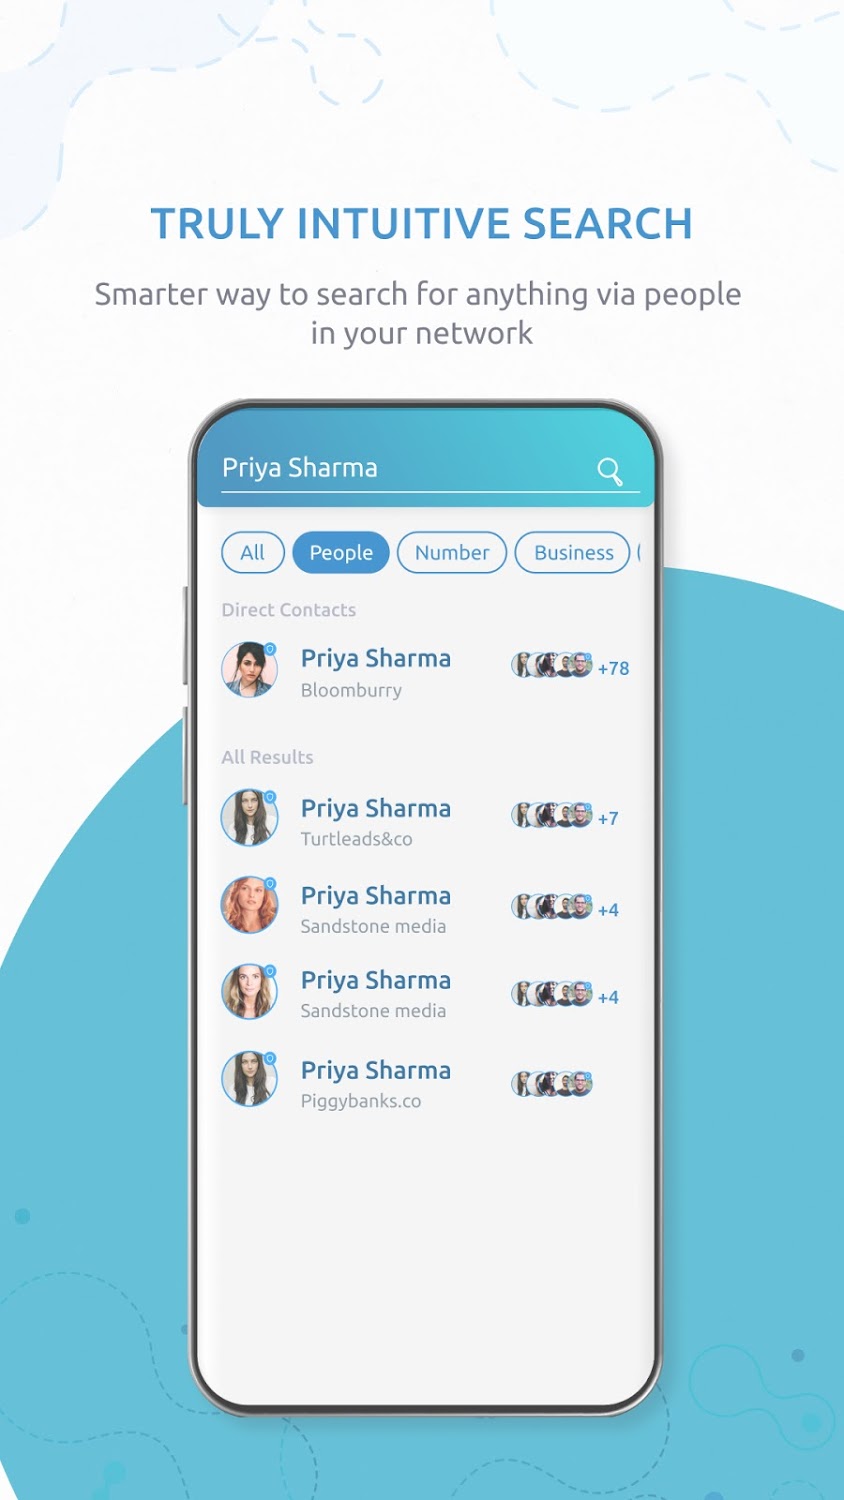 TRULY INTUITIVE SEARCH
Smarter way to search for anything via people
in your network
Priya Sharma
All People Number Business
Direct Contacts
Priya Sharma
Bloomburry
+78
All Results
Priya Sharma
Turtleads&co
+7
Priya Sharma
Sandstone media
+4
Priya Sharma
Sandstone media
+4
Priya Sharma
Piggybanks.co